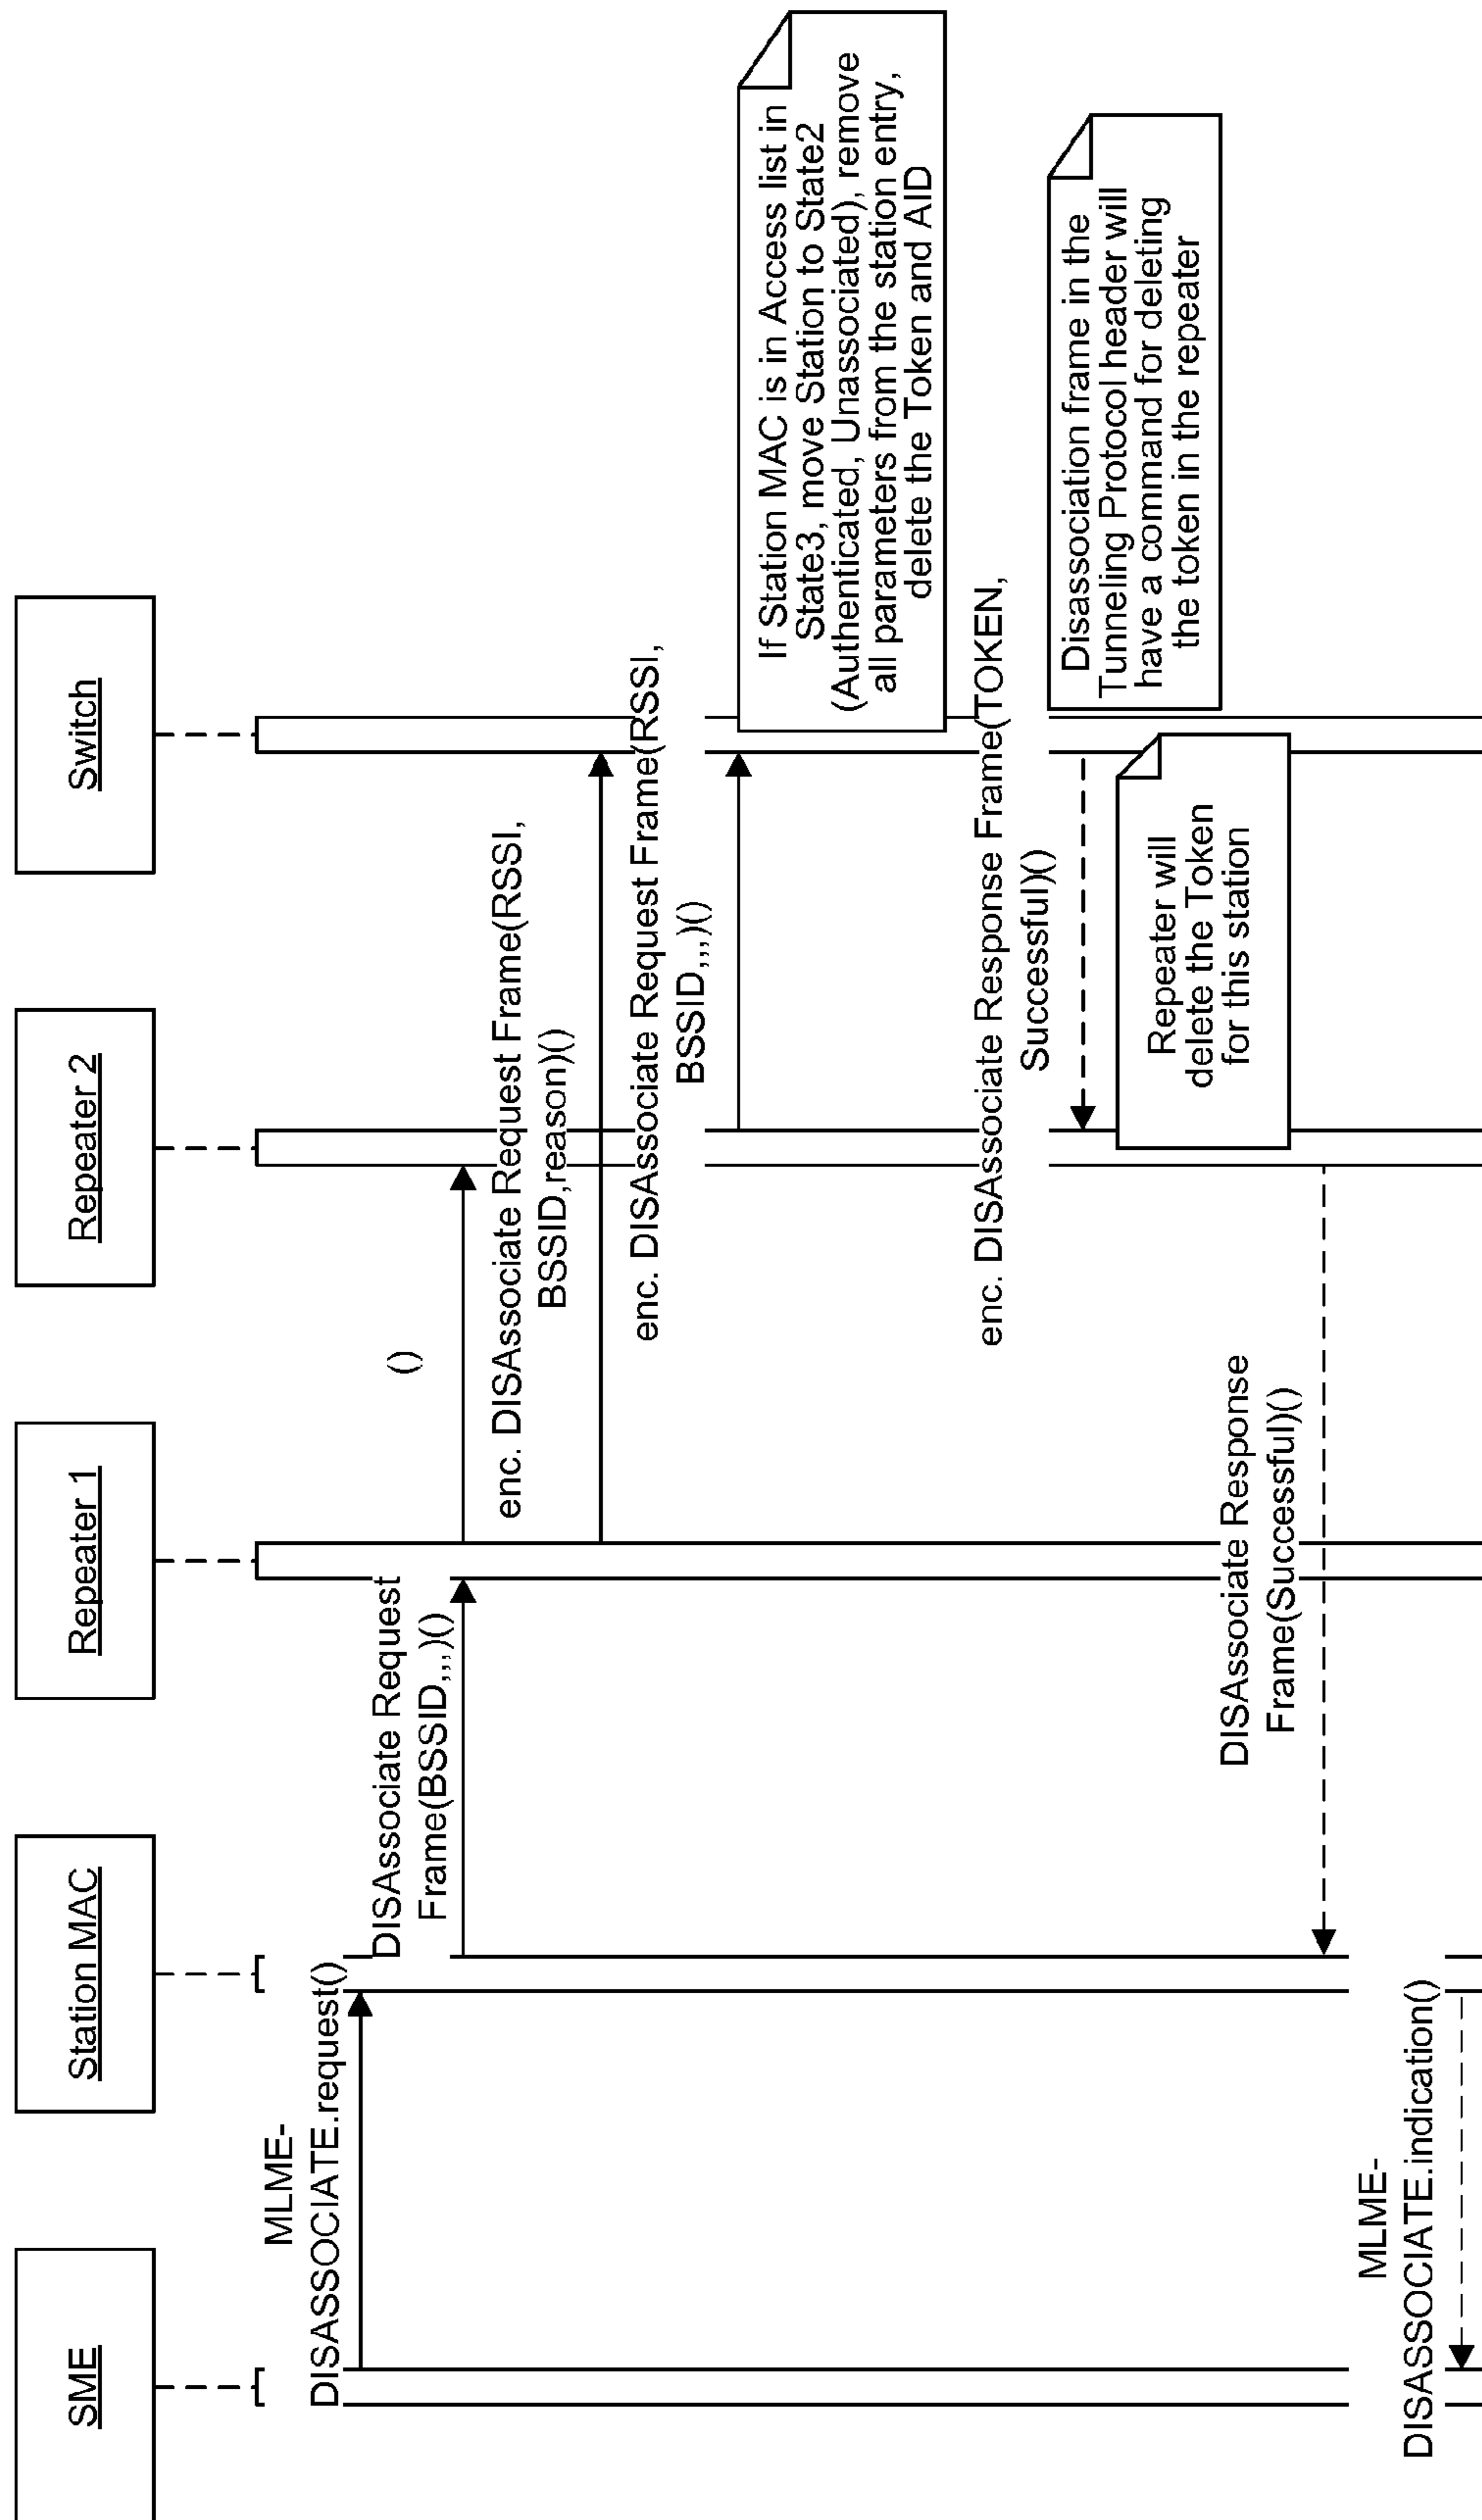 SME
Station MAC
Repeater 1
Repeater 2
Switch
MLME-
DISASSOCIATE.request()
DISAssociate Request
Frame(BSSID,,,)()
()
enc. DISAssociate Request Frame(RSSI,
BSSID,reason)()
enc. DISAssociate Request Frame(RSSI,
BSSID,,,)()
If Station MAC is in Access list in
State3, move Station to State2
(Authenticated, Unassociated), remove
all parameters from the station entry,
delete the Token and AID
enc. DISAssociate Response Frame(TOKEN,
Successful)()
Disassociation frame in the
Tunneling Protocol header will
have a command for deleting
the token in the repeater
Repeater will
delete the Token
for this station
DISAssociate Response
Frame(Successful)()
MLME-
DISASSOCIATE.indication()